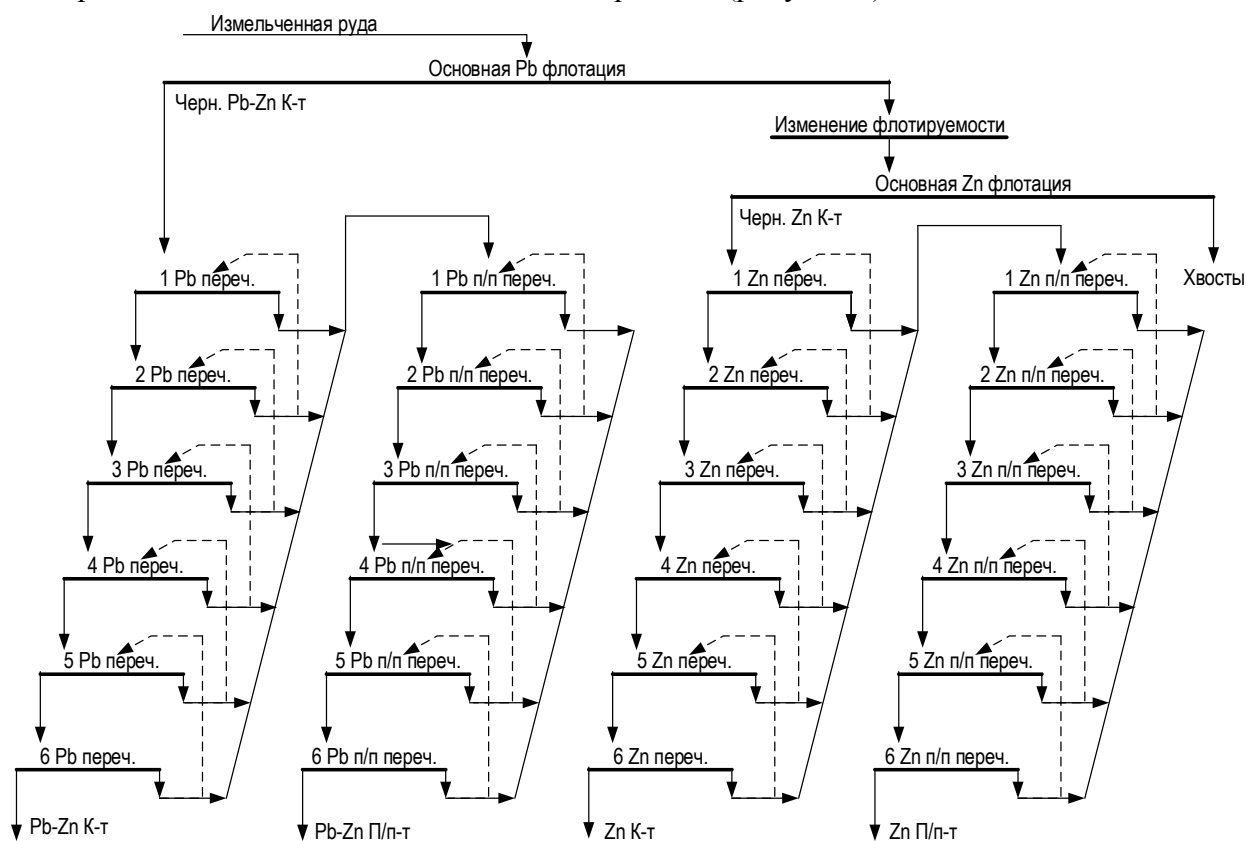 Измельченная руда
Основная Pb флотация
Черн. Pb-Zn К-т
Изменение флотируемости
Основная Zn флотация
Черн. Zn К-т
1 Pb переч.
1 Pb п/п переч.
1 Zn переч.
1 Zn п/п переч.
Хвосты
2 Pb переч.
2 Pb п/п переч.
2 Zn переч.
2 Zn п/п переч.
3 Pb переч.
3 Pb п/п переч.
3 Zn переч.
3 Zn п/п переч.
4 Pb переч.
4 Pb п/п переч.
4 Zn переч.
4 Zn п/п переч.
5 Pb переч.
5 Pb п/п переч.
5 Zn переч.
5 Zn п/п переч.
6 Pb переч.
6 Pb п/п переч.
6 Zn переч.
6 Zn п/п переч.
Pb-Zn К-т
Pb-Zn П/п-т
Zn К-т
Zn П/п-т